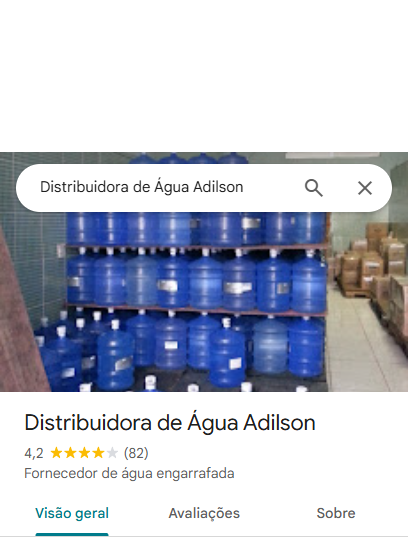 Distribuidora de Água Adilson
Distribuidora de Água Adilson
4,2 (82)
Fornecedor de água engarrafada
Visão geral Avaliações Sobre